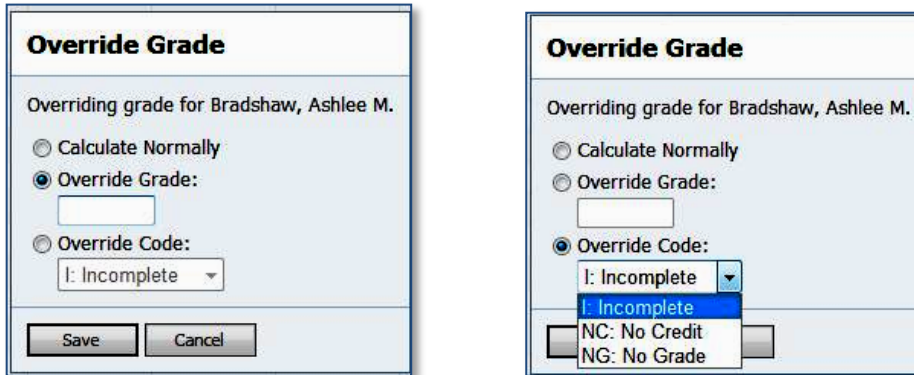 Override Grade
Overriding grade for Bradshaw, Ashlee M.
Calculate Normally
Override Grade:
Override Code:
I: Incomplete
Save Cancel
Override Grade
Overriding grade for Bradshaw, Ashlee M.
Calculate Normally
Override Grade:
Override Code:
I: Incomplete
I: Incomplete
NC: No Credit
NG: No Grade